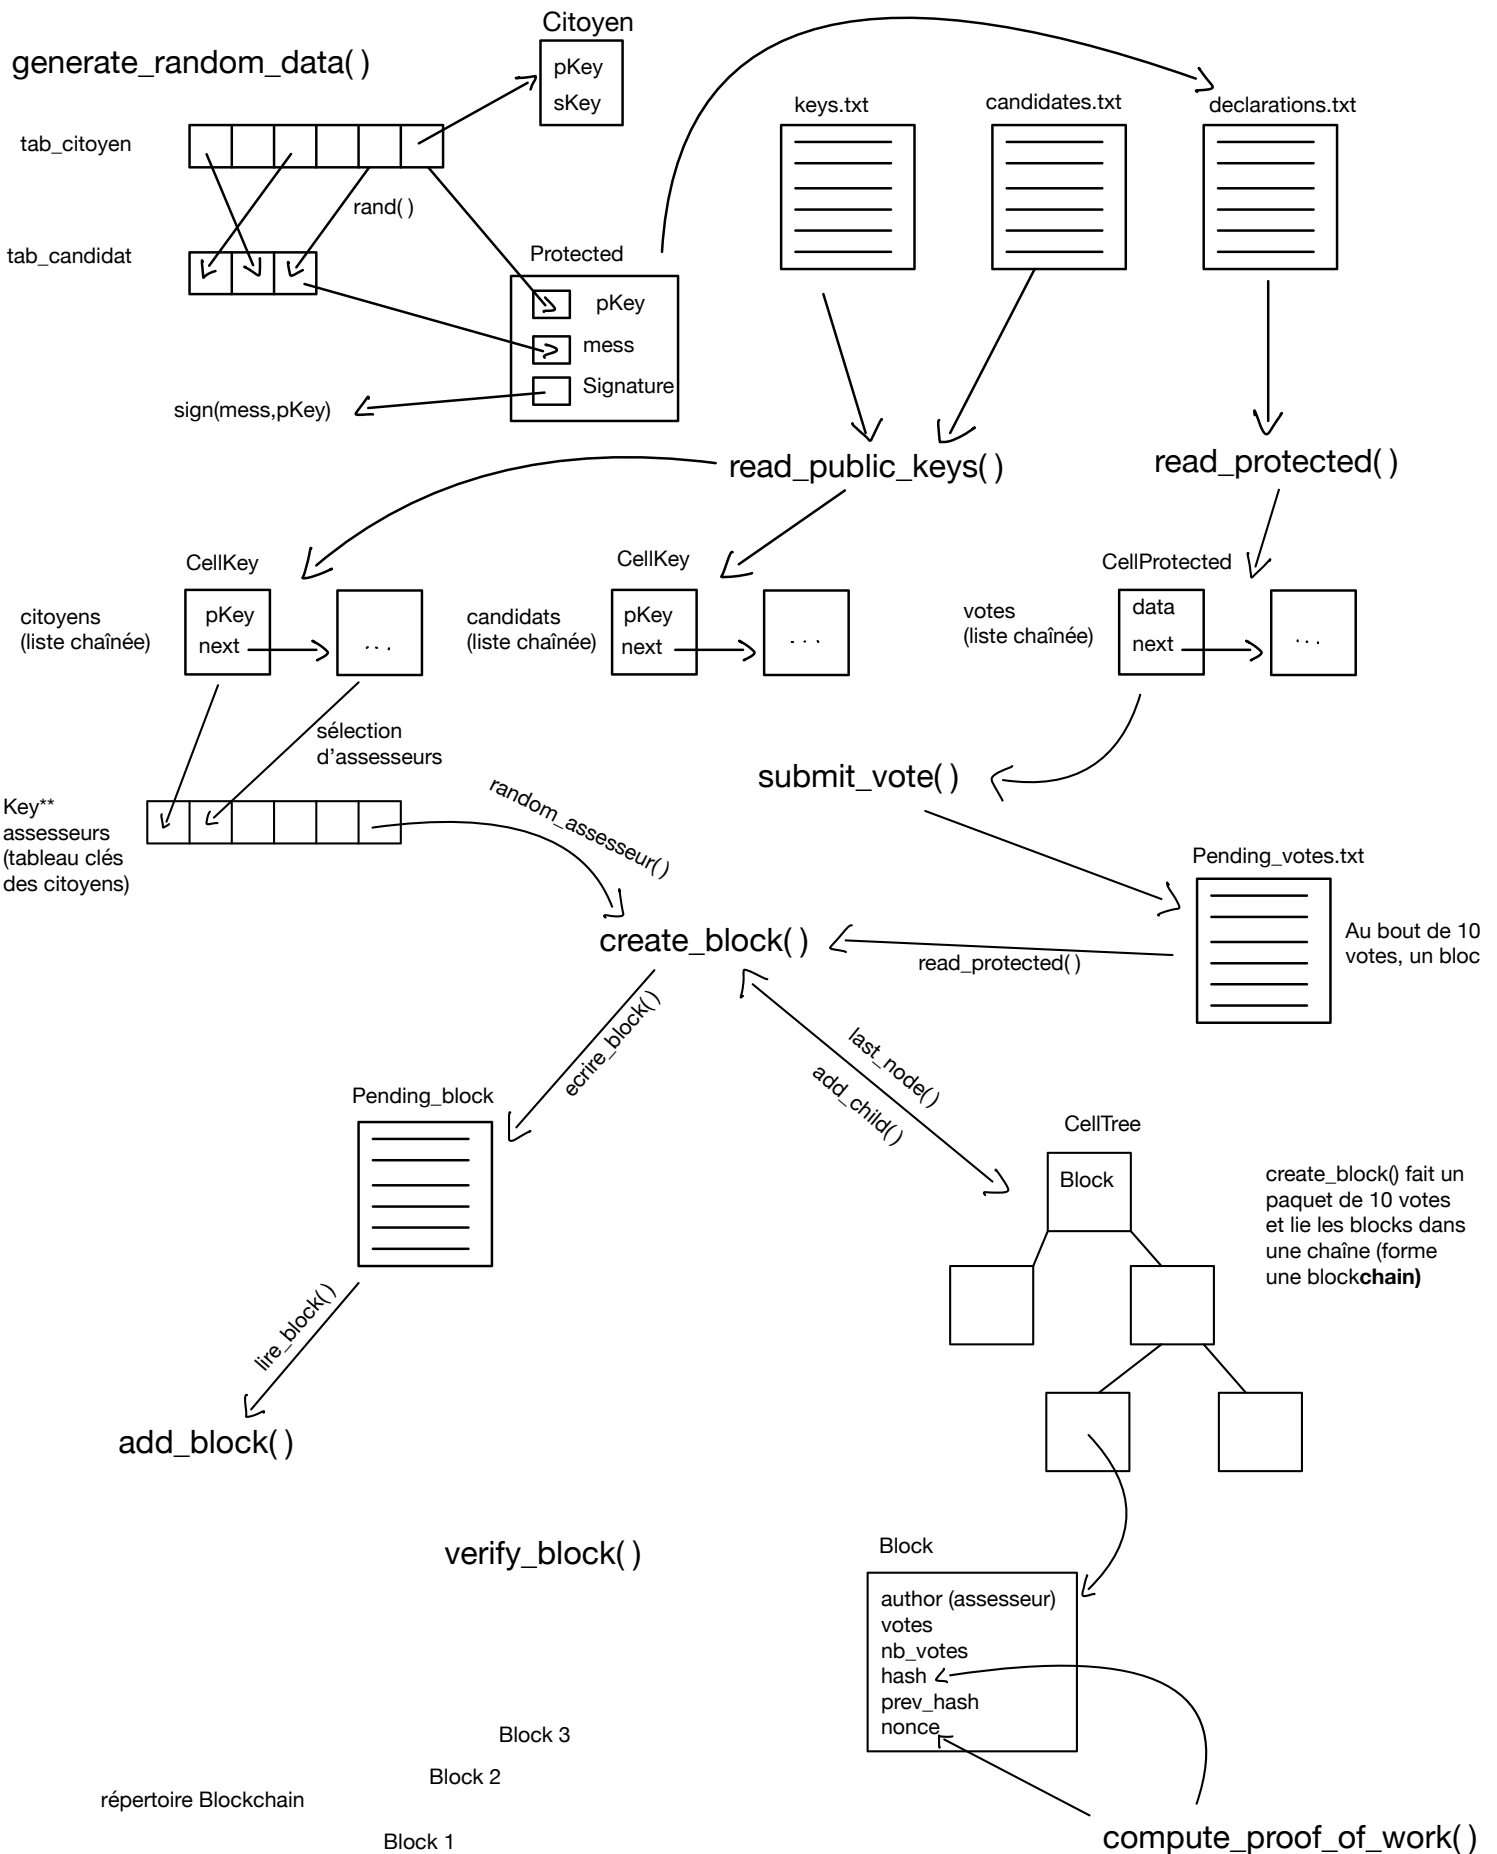 Citoyen
generate_random_data( )
pKey
sKey
keys.txt
candidates.txt
declarations.txt
tab_citoyen
rand( )
tab_candidat
Protected
pKey
mess
Signature
sign(mess,pKey)
read_public_keys( )
read_protected( )
CellKey
CellKey
CellProtected
citoyens
(liste chaînée)
pKey
next
...
candidats
(liste chaînée)
pKey
next
...
votes
(liste chaînée)
data
next
...
sélection
d'assesseurs
submit_vote( )
Key**
assesseurs
(tableau clés
des citoyens)
random_assesseur( )
Pending_votes.txt
create_block( )
read_protected( )
Au bout de 10
votes, un bloc
ecrire_block( )
last_node( )
add_child( )
Pending_block
CellTree
Block
create_block() fait un
paquet de 10 votes
et lie les blocks dans
une chaîne (forme
une blockchain)
lire_block( )
add_block( )
verify_block( )
Block
author (assesseur)
votes
nb_votes
hash
prev_hash
nonce
Block 3
Block 2
répertoire Blockchain
Block 1
compute_proof_of_work( )